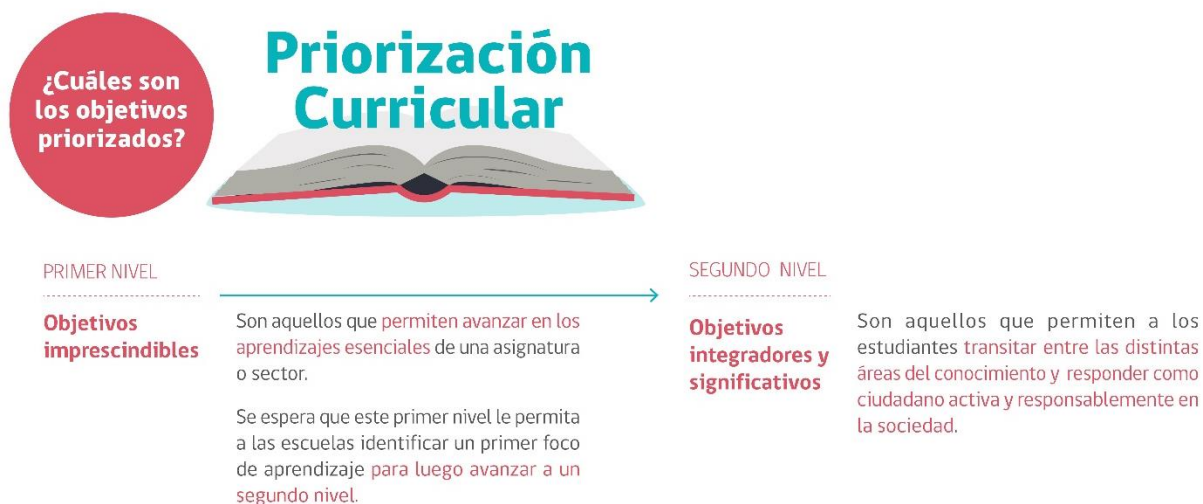 ¿Cuáles son
los objetivos
priorizados?
Priorización
Curricular
PRIMER NIVEL
Objetivos
imprescindibles
Son aquellos que permiten avanzar en los
aprendizajes esenciales de una asignatura
o sector.
Se espera que este primer nivel le permita
a las escuelas identificar un primer foco
de aprendizaje para luego avanzar a un
segundo nivel.
SEGUNDO NIVEL
Objetivos
integradores y
significativos
Son aquellos que permiten a los
estudiantes transitar entre las distintas
áreas del conocimiento y responder como
ciudadano activa y responsablemente en
la sociedad.